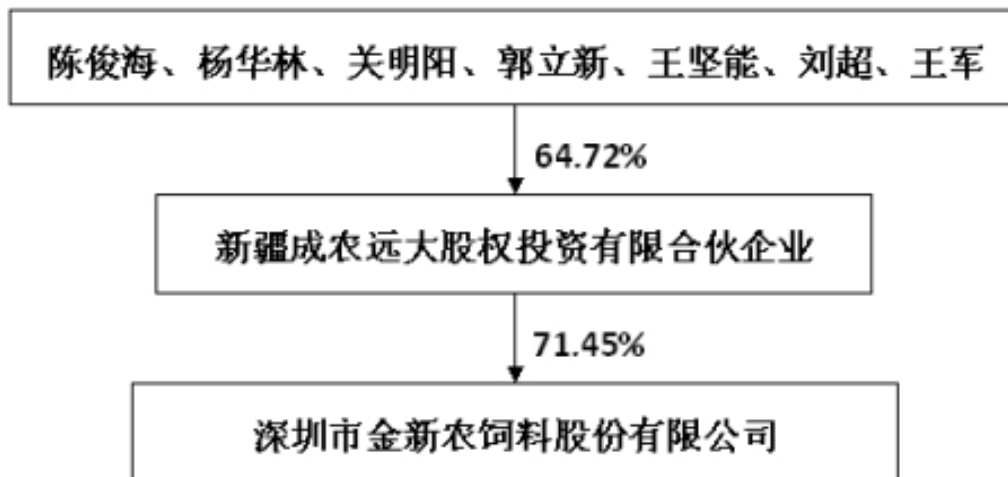 陈俊海、杨华林、关明阳、郭立新、王坚能、刘超、王军
64.72%
新疆成农远大股权投资有限合伙企业
71.45%
深圳市金新农饲料股份有限公司